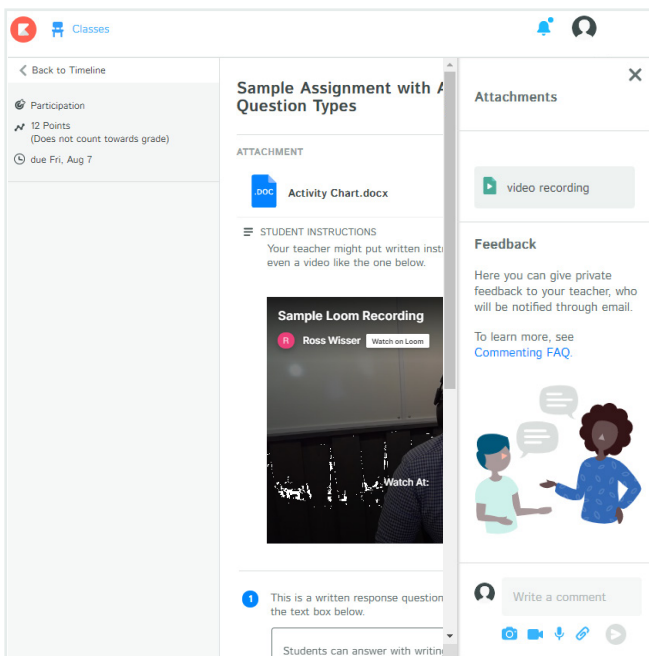 Classes
Back to Timeline
Participation
12 Points
(Does not count towards grade)
due Fri, Aug 7
Sample Assignment with A
Question Types
ATTACHMENT
.DOC
Activity Chart.docx
STUDENT INSTRUCTIONS
Your teacher might put written instr
even a video like the one below.
Sample Loom Recording
R
Ross Wisser
Watch on Loom
Watch At:
1
This is a written response question
the text box below.
Students can answer with writing
Attachments
video recording
Feedback
Here you can give private
feedback to your teacher, who
will be notified through email.
To learn more, see
Commenting FAQ.
Write a comment